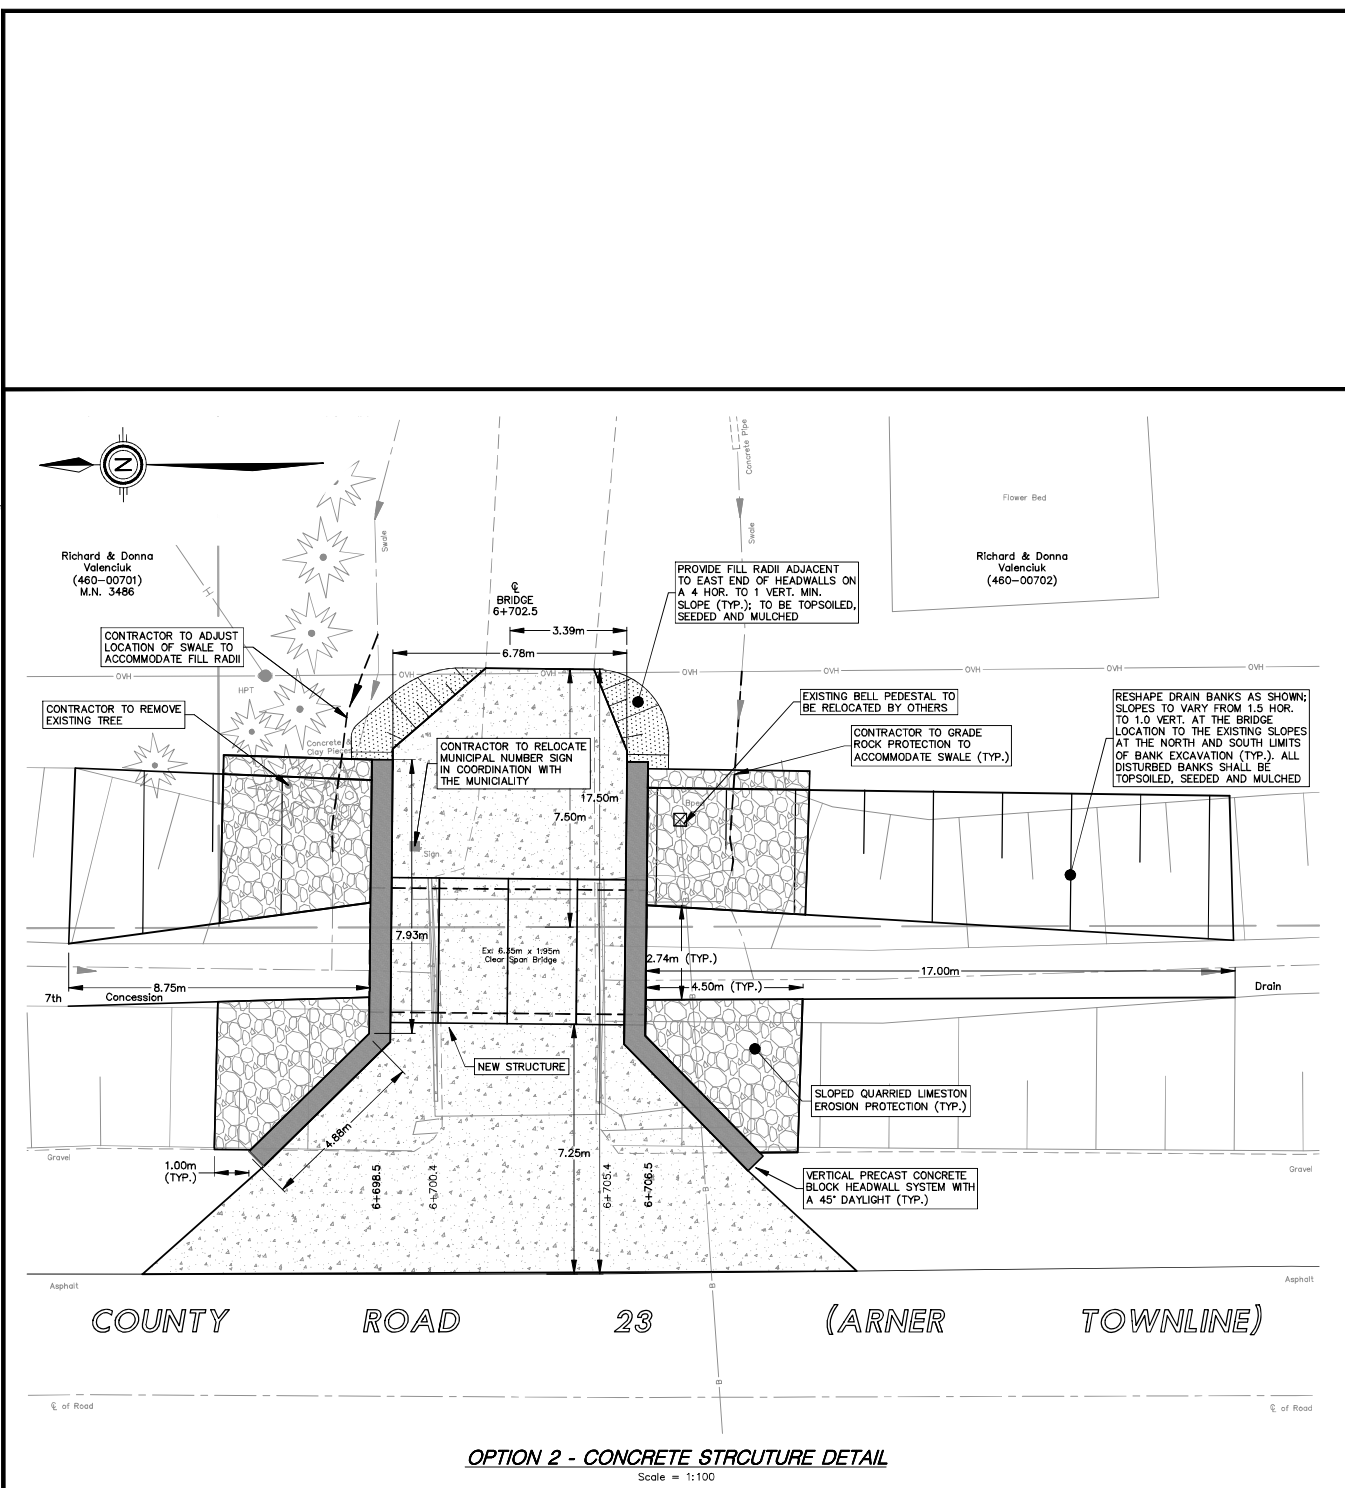 N
Swale
Concrete Pipe
Swale
Flower Bed
Richard & Donna
Valenciuk
(460-00701)
M.N. 3486
Richard & Donna
Valenciuk
(460-00702)
H
℄
BRIDGE
6+702.5
3.39m
6.78m
PROVIDE FILL RADII ADJACENT
TO EAST END OF HEADWALLS ON
A 4 HOR. TO 1 VERT. MIN.
SLOPE (TYP.); TO BE TOPSOILED,
SEEDED AND MULCHED
CONTRACTOR TO ADJUST
LOCATION OF SWALE TO
ACCOMMODATE FILL RADII
OVH
OVH
OVH
OVH
OVH
OVH
OVH
HPT
CONTRACTOR TO REMOVE
EXISTING TREE
Concrete &
Clay Pieces
CONTRACTOR TO RELOCATE
MUNICIPAL NUMBER SIGN
IN COORDINATION WITH
THE MUNICIALITY
EXISTING BELL PEDESTAL TO
BE RELOCATED BY OTHERS
CONTRACTOR TO GRADE
ROCK PROTECTION TO
ACCOMMODATE SWALE (TYP.)
RESHAPE DRAIN BANKS AS SHOWN;
SLOPES TO VARY FROM 1.5 HOR.
TO 1.0 VERT. AT THE BRIDGE
LOCATION TO THE EXISTING SLOPES
AT THE NORTH AND SOUTH LIMITS
OF BANK EXCAVATION (TYP.). ALL
DISTURBED BANKS SHALL BE
TOPSOILED, SEEDED AND MULCHED
17.50m
7.50m
Bped
Sign
7.93m
Ex: 6.35m x 1.95m
Clear Span Bridge
2.74m (TYP.)
17.00m
8.75m
4.50m (TYP.)
7th
Concession
Drain
B
NEW STRUCTURE
SLOPED QUARRIED LIMESTON
EROSION PROTECTION (TYP.)
4.88m
7.25m
Gravel
Gravel
1.00m
(TYP.)
6+698.5
6+700.4
6+705.4
6+706.5
B
VERTICAL PRECAST CONCRETE
BLOCK HEADWALL SYSTEM WITH
A 45° DAYLIGHT (TYP.)
Asphalt
Asphalt
B
COUNTY ROAD 23 (ARNER TOWNLINE)
B
℄ of Road
℄ of Road
OPTION 2 - CONCRETE STRCUTURE DETAIL
Scale = 1:100